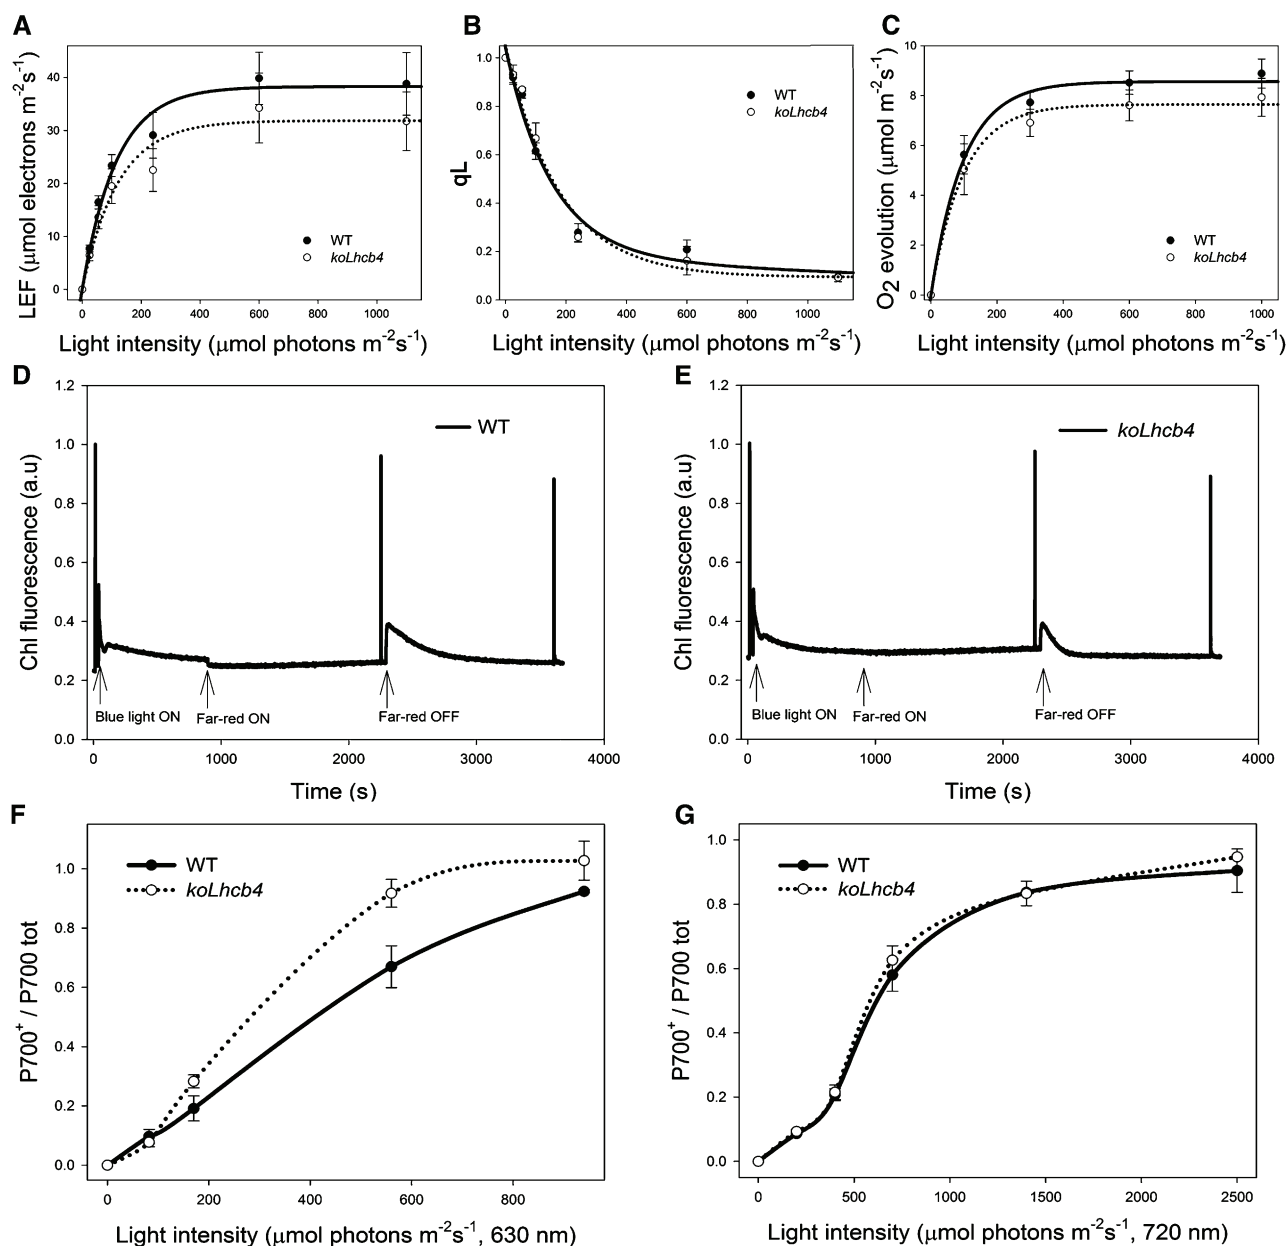 A
LEF (μmol electrons m⁻²s⁻¹)
40
30
20
10
0
WT
koLhcb4
0 200 400 600 800 1000
Light intensity (μmol photons m⁻²s⁻¹)
B
qL
1.0
0.8
0.6
0.4
0.2
0.0
WT
koLhcb4
0 200 400 600 800 1000
Light intensity (μmol photons m⁻²s⁻¹)
C
O₂ evolution (μmol m⁻²s⁻¹)
10
8
6
4
2
0
WT
koLhcb4
0 200 400 600 800 1000
Light intensity (μmol photons m⁻²s⁻¹)
D
Chl fluorescence (a.u)
1.2
1.0
0.8
0.6
0.4
0.2
0.0
WT
Blue light ON
Far-red ON
Far-red OFF
0 1000 2000 3000 4000
Time (s)
E
Chl fluorescence (a.u)
1.2
1.0
0.8
0.6
0.4
0.2
0.0
koLhcb4
Blue light ON
Far-red ON
Far-red OFF
0 1000 2000 3000 4000
Time (s)
F
P700⁺ / P700 tot
1.0
0.8
0.6
0.4
0.2
0.0
WT
koLhcb4
0 200 400 600 800
Light intensity (μmol photons m⁻²s⁻¹, 630 nm)
G
P700⁺ / P700 tot
1.0
0.8
0.6
0.4
0.2
0.0
WT
koLhcb4
0 500 1000 1500 2000 2500
Light intensity (μmol photons m⁻²s⁻¹, 720 nm)